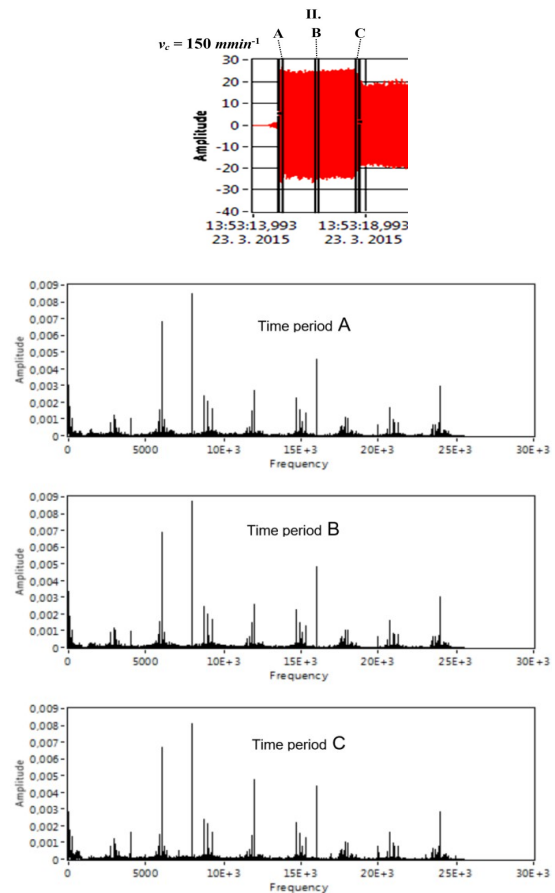 II.
v_c = 150 mmin⁻¹ A B C
Amplitude
30
20
10
0
-10
-20
-30
-40
13:53:13,993 13:53:18,993
23. 3. 2015 23. 3. 2015
Time period A
Amplitude
0,009
0,008
0,007
0,006
0,005
0,004
0,003
0,002
0,001
0
0 5000 10E+3 15E+3 20E+3 25E+3 30E+3
Frequency
Time period B
Amplitude
0,009
0,008
0,007
0,006
0,005
0,004
0,003
0,002
0,001
0
0 5000 10E+3 15E+3 20E+3 25E+3 30E+3
Frequency
Time period C
Amplitude
0,009
0,008
0,007
0,006
0,005
0,004
0,003
0,002
0,001
0
0 5000 10E+3 15E+3 20E+3 25E+3 30E+3
Frequency